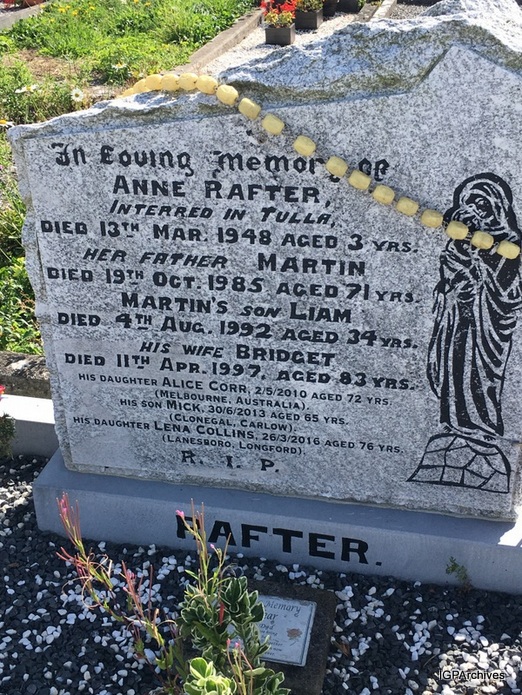 In Loving Memory of
ANNE RAFTER,
INTERRED IN TULLA,
DIED 13TH MAR. 1948 AGED 3 YRS.
HER FATHER MARTIN
DIED 19TH OCT. 1985 AGED 71 YRS.
MARTIN'S SON LIAM
DIED 4TH AUG. 1992 AGED 34 YRS.
HIS WIFE BRIDGET
DIED 11TH APR. 1997, AGED 83 YRS.
HIS DAUGHTER ALICE CORR, 2/5/2010 AGED 72 YRS.
(MELBOURNE, AUSTRALIA).
HIS SON MICK, 30/6/2013 AGED 65 YRS.
(CLONEGAL, CARLOW).
HIS DAUGHTER LENA COLLINS, 26/3/2016 AGED 76 YRS.
(LANESBORO, LONGFORD).
R. I. P.
RAFTER.
IGPArchives